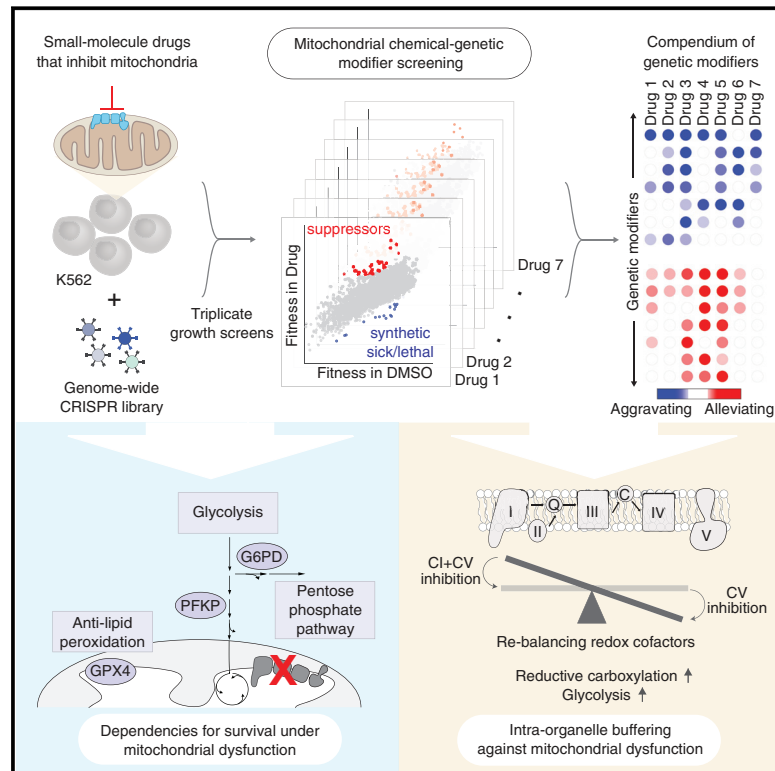 Small-molecule drugs
that inhibit mitochondria
K562
+
Genome-wide
CRISPR library
Triplicate
growth screens
Mitochondrial chemical-genetic
modifier screening
suppressors
synthetic
sick/lethal
Fitness in Drug
Fitness in DMSO
Drug 1
Drug 2
Drug 7
Compendium of
genetic modifiers
Drug 1
Drug 2
Drug 3
Drug 4
Drug 5
Drug 6
Drug 7
Genetic modifiers
Aggravating
Alleviating
Glycolysis
G6PD
PFKP
Pentose
phosphate
pathway
Anti-lipid
peroxidation
GPX4
X
Dependencies for survival under
mitochondrial dysfunction
I
II
Q
III
C
IV
V
CI+CV
inhibition
CV
inhibition
Re-balancing redox cofactors
Reductive carboxylation ↑
Glycolysis ↑
Intra-organelle buffering
against mitochondrial dysfunction